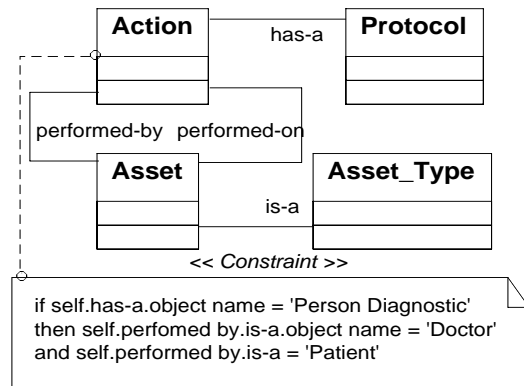 Action
Protocol
has-a
performed-by performed-on
Asset
Asset_Type
is-a
<< Constraint >>
if self.has-a.object name = 'Person Diagnostic'
then self.perfomed by.is-a.object name = 'Doctor'
and self.performed by.is-a = 'Patient'